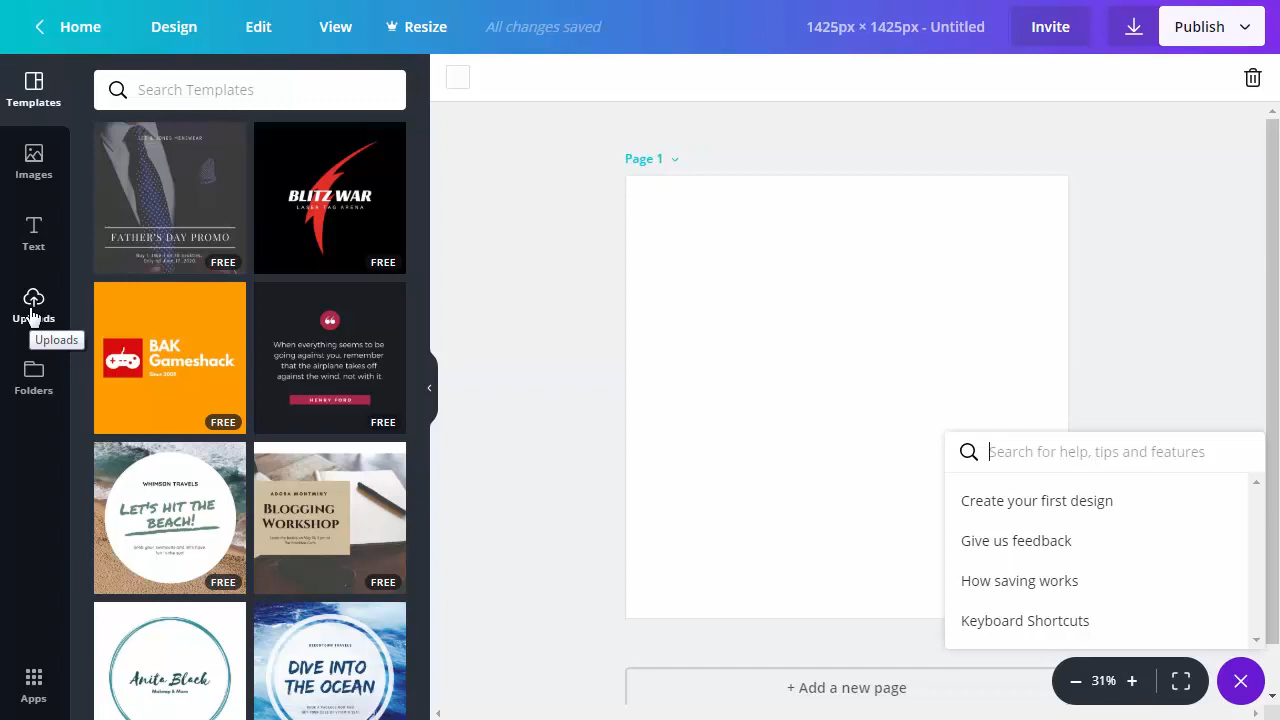 Home
Design
Edit
View
Resize
All changes saved
1425px × 1425px - Untitled
Invite
Publish
Templates
Images
Text
Uploads
Uploads
Folders
Apps
Search Templates
FATHER'S DAY PROMO
FREE
BLITZ WAR
LASER TAG ARENA
FREE
BAK
Gameshack
FREE
When everything seems to be
going against you, remember
that the airplane takes off
against the wind, not with it.
HENRY FORD
FREE
WHIMSON TRAVELS
LET'S HIT THE
BEACH!
FREE
ADORA MONTMINY
BLOGGING
WORKSHOP
FREE
Anita Black
Makeup & More
DIVE INTO
THE OCEAN
Page 1
+ Add a new page
Search for help, tips and features
Create your first design
Give us feedback
How saving works
Keyboard Shortcuts
31%